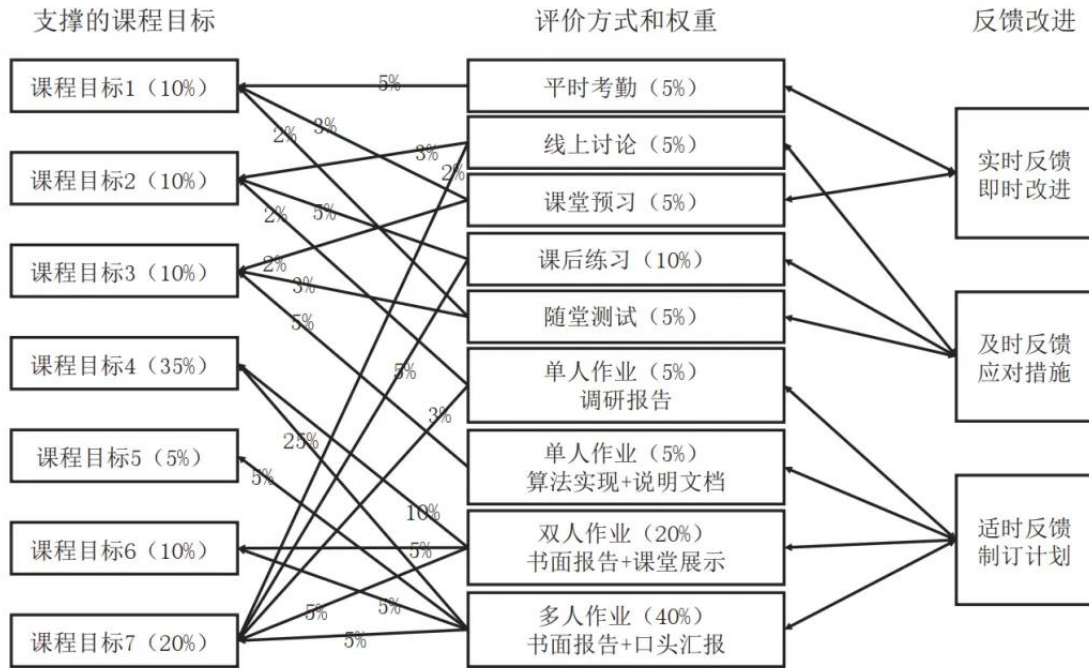 支撑的课程目标
评价方式和权重
反馈改进
课程目标1（10%）
课程目标2（10%）
课程目标3（10%）
课程目标4（35%）
课程目标5（5%）
课程目标6（10%）
课程目标7（20%）
5%
3%
2%
3%
2%
2%
5%
2%
3%
5%
5%
3%
25%
5%
10%
5%
5%
5%
5%
平时考勤（5%）
线上讨论（5%）
课堂预习（5%）
课后练习（10%）
随堂测试（5%）
单人作业（5%）
调研报告
单人作业（5%）
算法实现+说明文档
双人作业（20%）
书面报告+课堂展示
多人作业（40%）
书面报告+口头汇报
实时反馈
即时改进
及时反馈
应对措施
适时反馈
制订计划